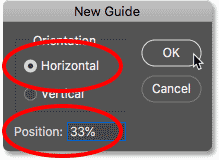 New Guide
Orientation
Horizontal
OK
Vertical
Cancel
Position: 33%